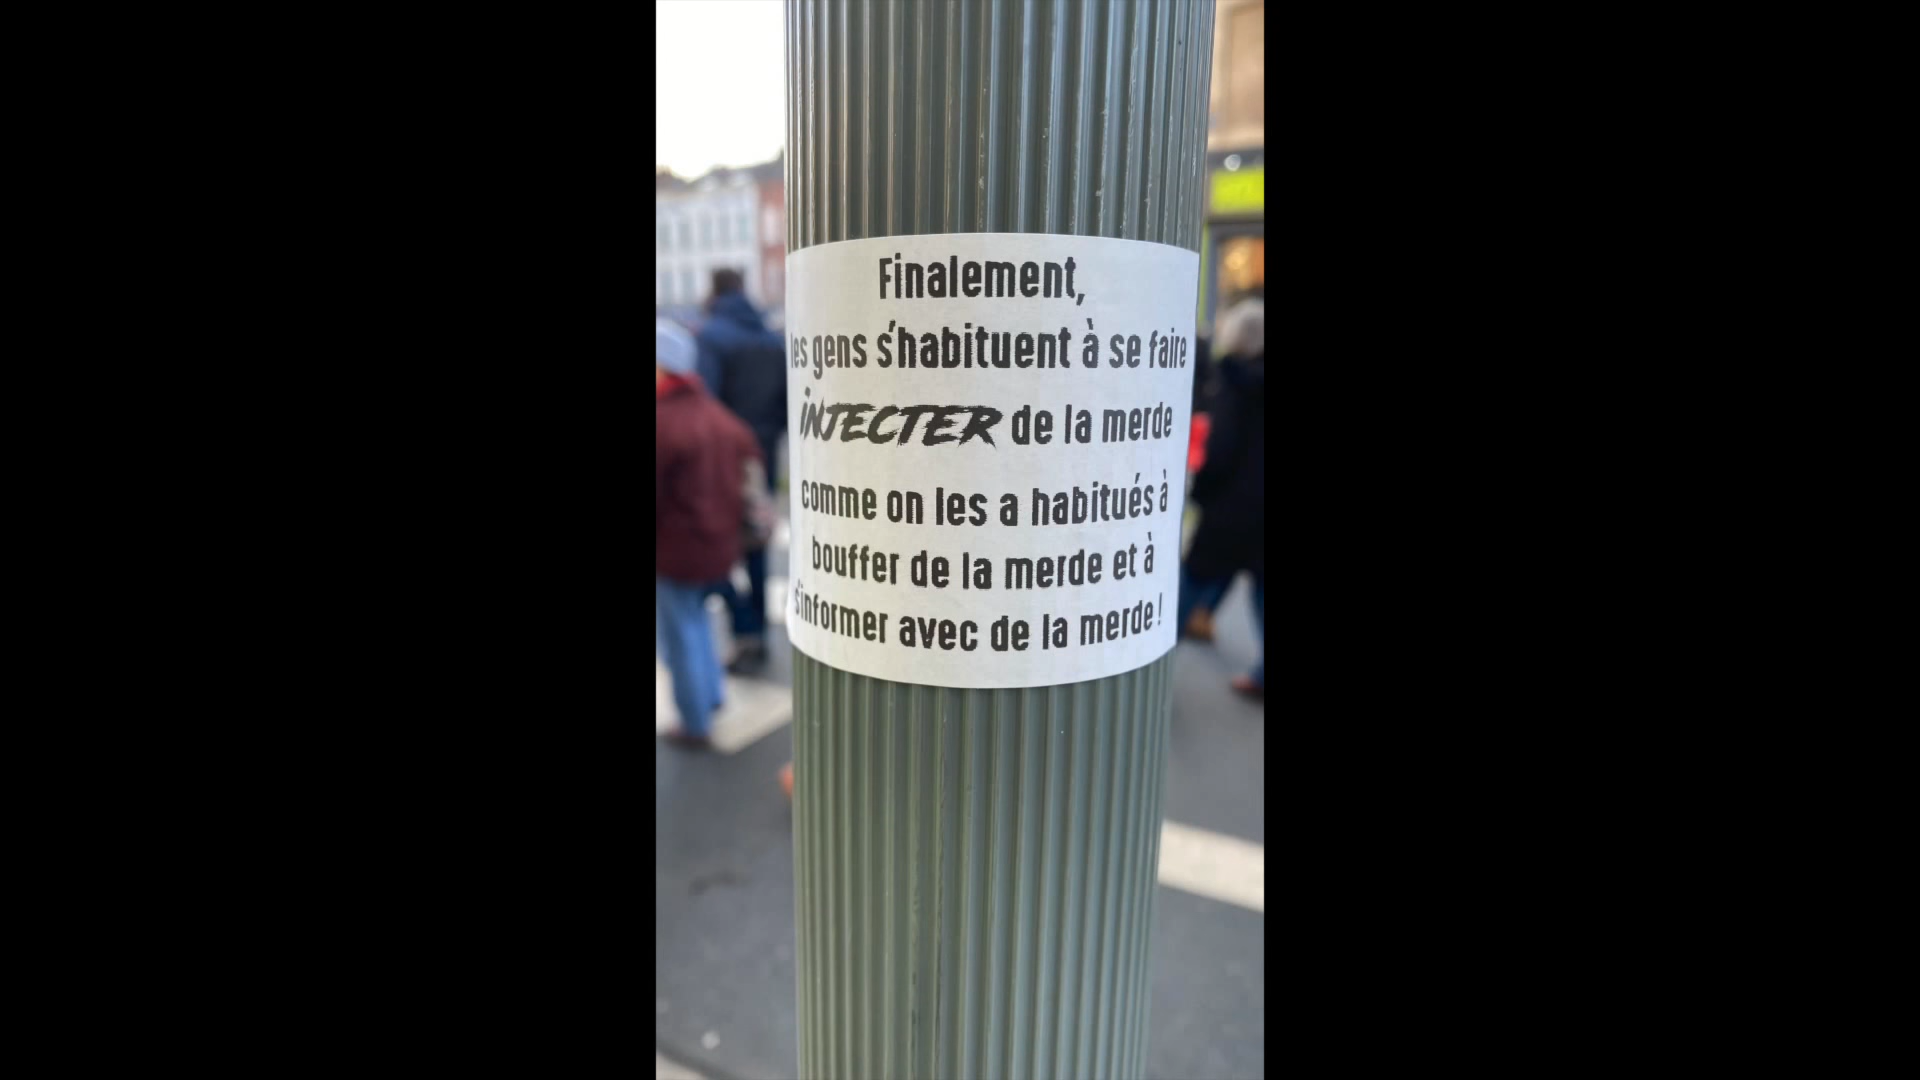 Finalement,
les gens s'habituent à se faire
INJECTER de la merde
comme on les a habitués à
bouffer de la merde et à
s'informer avec de la merde!